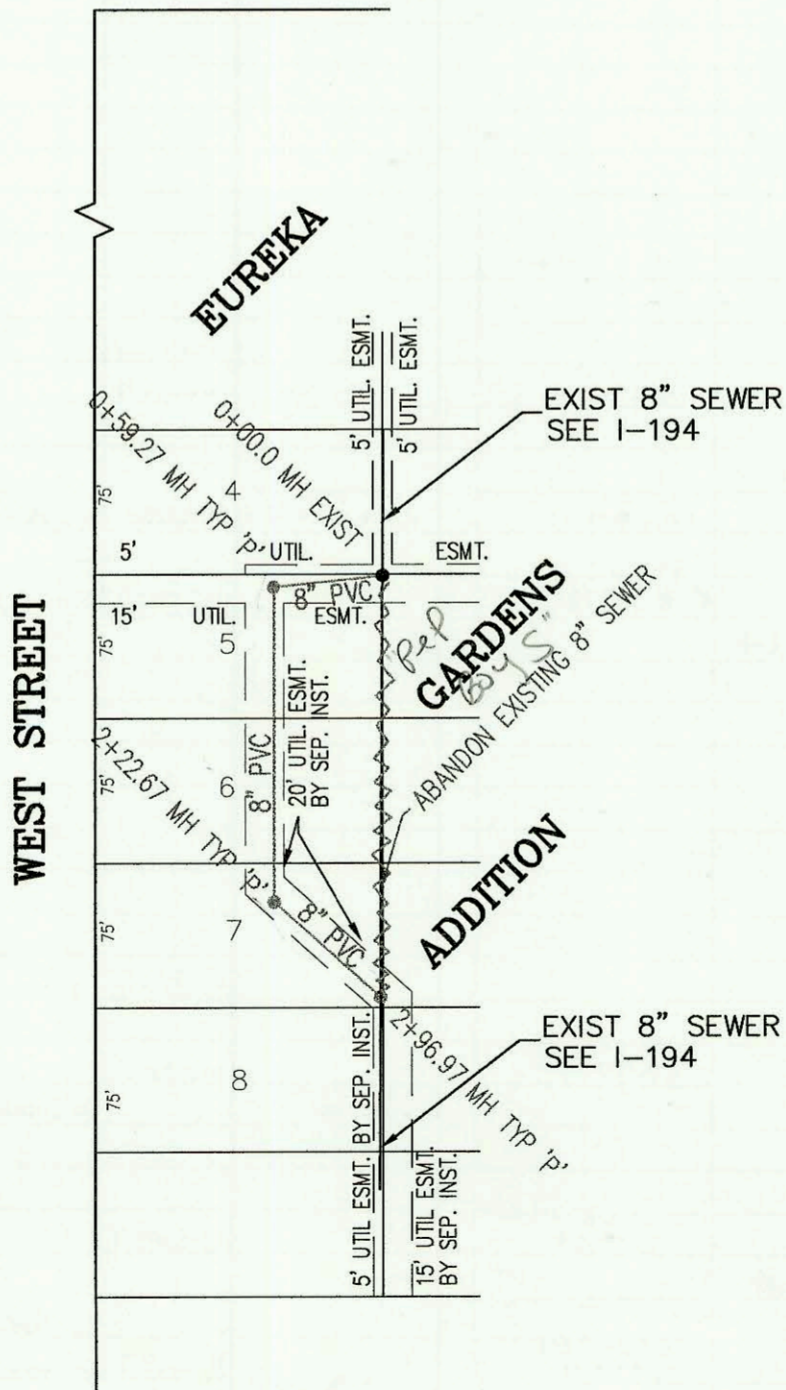 EUREKA
5' UTIL. ESMT.
5' UTIL. ESMT.
EXIST 8" SEWER
SEE I-194
0+59.27 MH TYP 'P'
0+00.0 MH EXIST
75'
4
5'
UTIL.
ESMT.
8" PVC
15'
UTIL.
ESMT.
75'
5
"Pep
Boys"
GARDENS
ABANDON EXISTING 8" SEWER
WEST STREET
20' UTIL. ESMT.
BY SEP. INST.
8" PVC
75'
6
2+22.67 MH TYP 'P'
75'
7
8" PVC
ADDITION
2+96.97 MH TYP 'P'
EXIST 8" SEWER
SEE I-194
75'
8
BY SEP. INST.
5' UTIL ESMT.
15' UTIL ESMT.
BY SEP. INST.